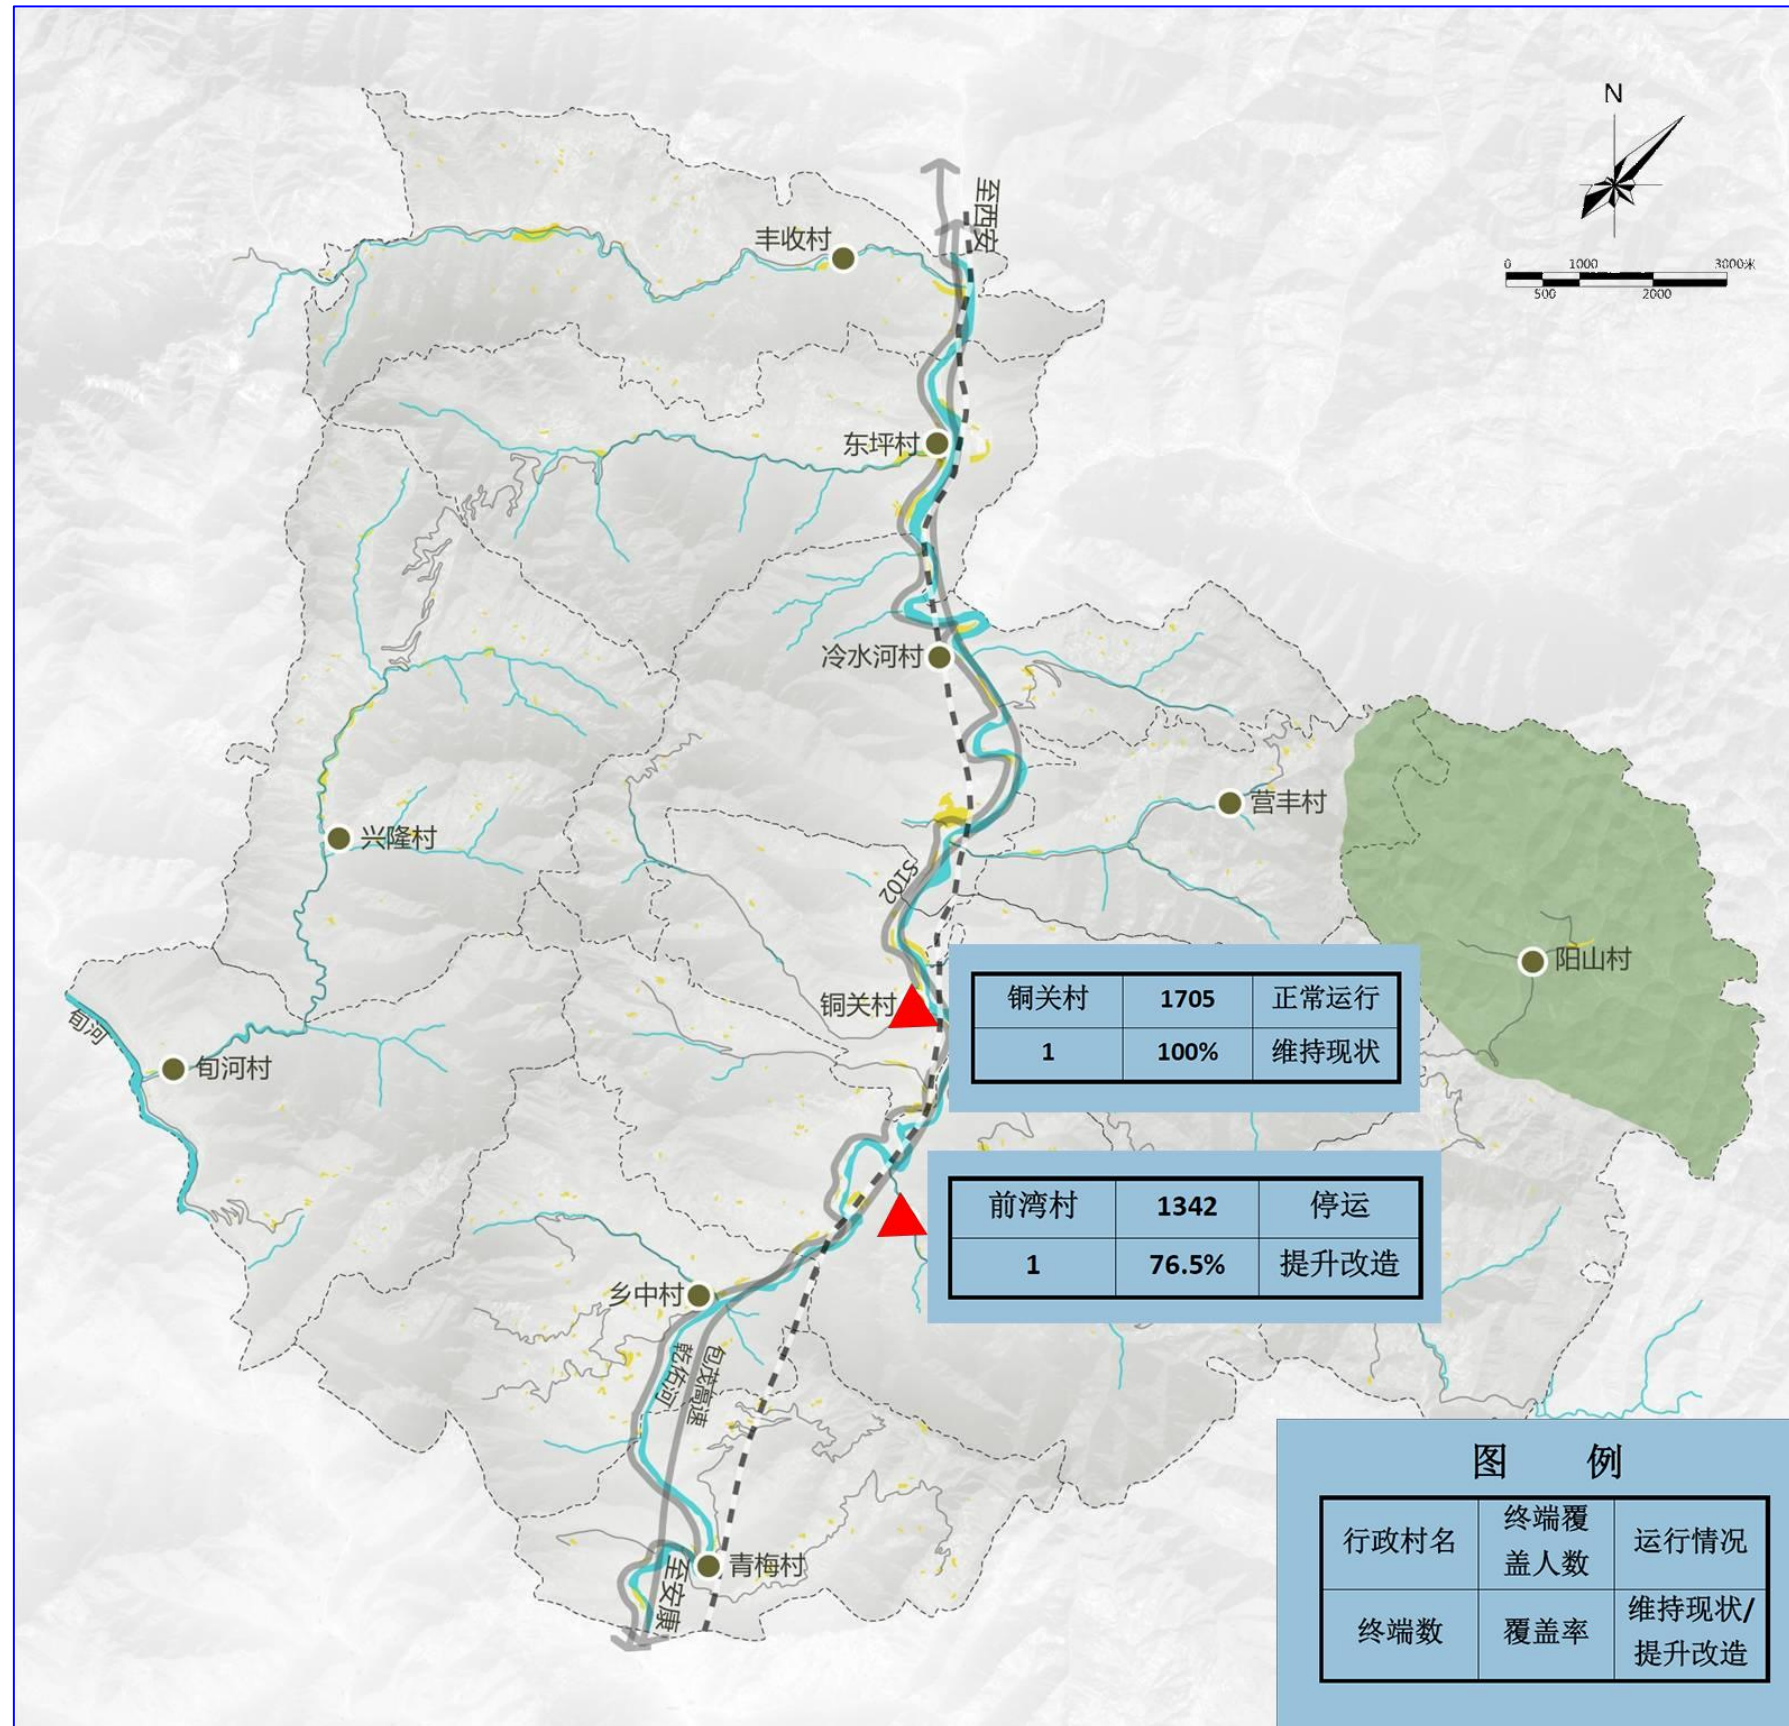 N
0 1000 3000米
500 2000
至西安
丰收村
东坪村
冷水河村
营丰村
兴隆村
S102
阳山村
铜关村
铜关村 1705 正常运行
1 100% 维持现状
旬河
旬河村
前湾村 1342 停运
1 76.5% 提升改造
乡中村
包茂高速
乾佑河
青梅村
至安康
图 例
行政村名 终端覆 运行情况
盖人数
终端数 覆盖率 维持现状/
提升改造